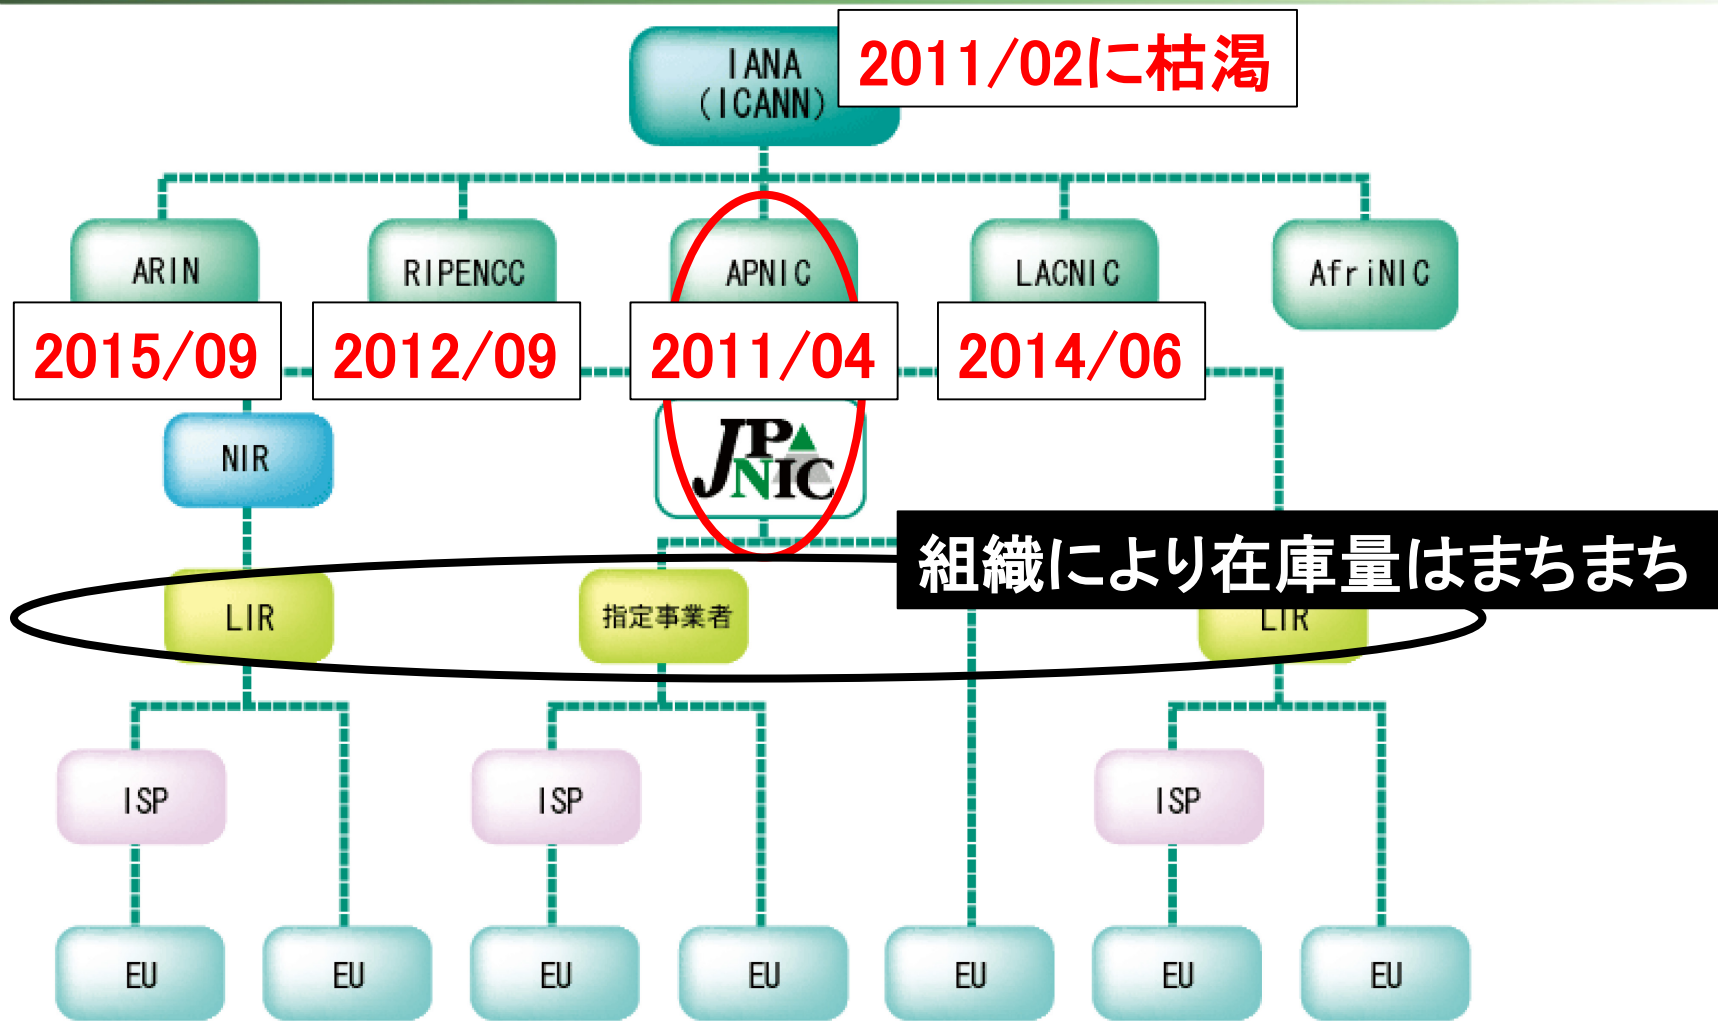 IANA
(ICANN)
2011/02に枯渇
ARIN
RIPENCC
APNIC
LACNIC
AfriNIC
2015/09
2012/09
2011/04
2014/06
NIR
JPNIC
組織により在庫量はまちまち
LIR
指定事業者
LIR
ISP
ISP
ISP
EU
EU
EU
EU
EU
EU
EU